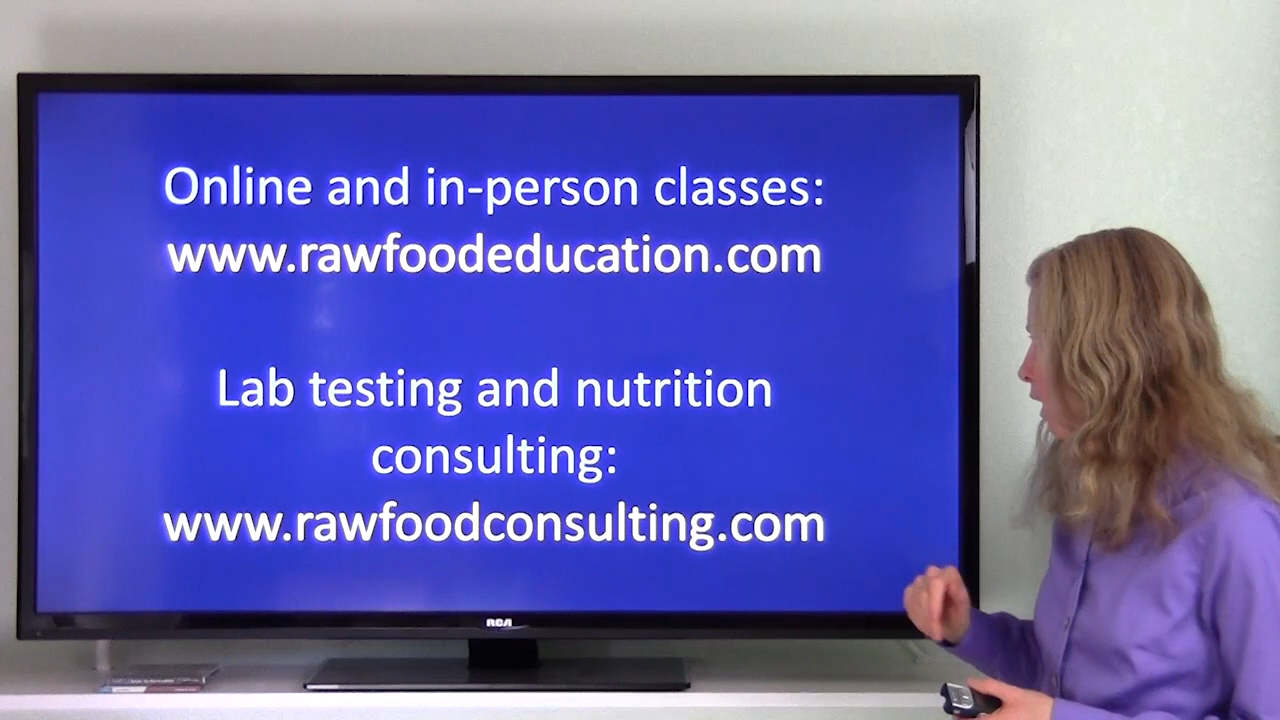 Online and in-person classes:
www.rawfoodeducation.com
Lab testing and nutrition
consulting:
www.rawfoodconsulting.com
RCA